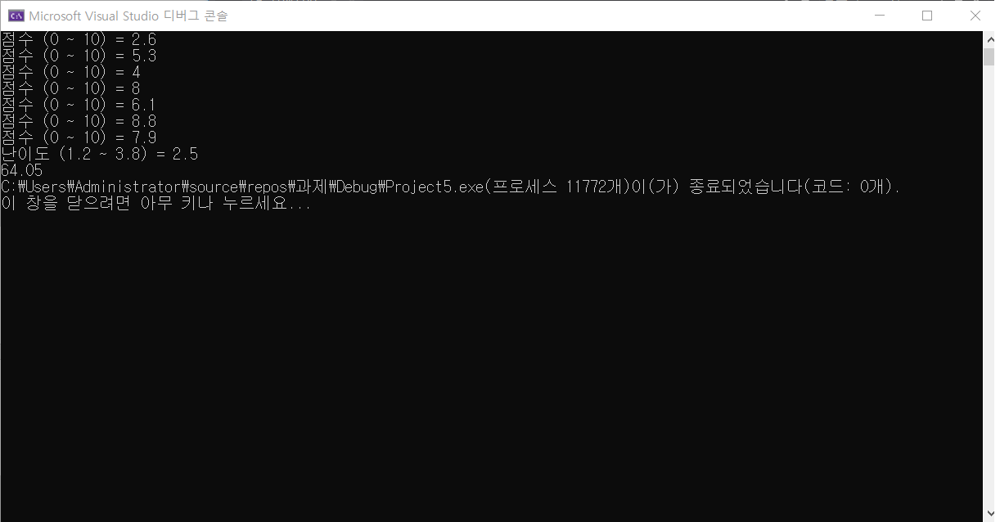 Microsoft Visual Studio 디버그 콘솔
점수 (0 ~ 10) = 2.6
점수 (0 ~ 10) = 5.3
점수 (0 ~ 10) = 4
점수 (0 ~ 10) = 8
점수 (0 ~ 10) = 6.1
점수 (0 ~ 10) = 8.8
점수 (0 ~ 10) = 7.9
난이도 (1.2 ~ 3.8) = 2.5
64.05
C:₩Users₩Administrator₩source₩repos₩과제₩Debug₩Project5.exe(프로세스 11772개)이(가) 종료되었습니다(코드: 0개).
이 창을 닫으려면 아무 키나 누르세요...